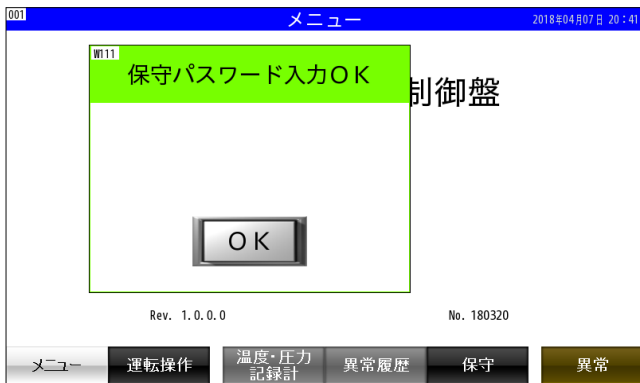 001
メニュー
2018年04月07日 20：41
W111
保守パスワード入力OK
制御盤
OK
Rev. 1.0.0.0
No. 180320
メニュー
運転操作
温度･圧力
記録計
異常履歴
保守
異常